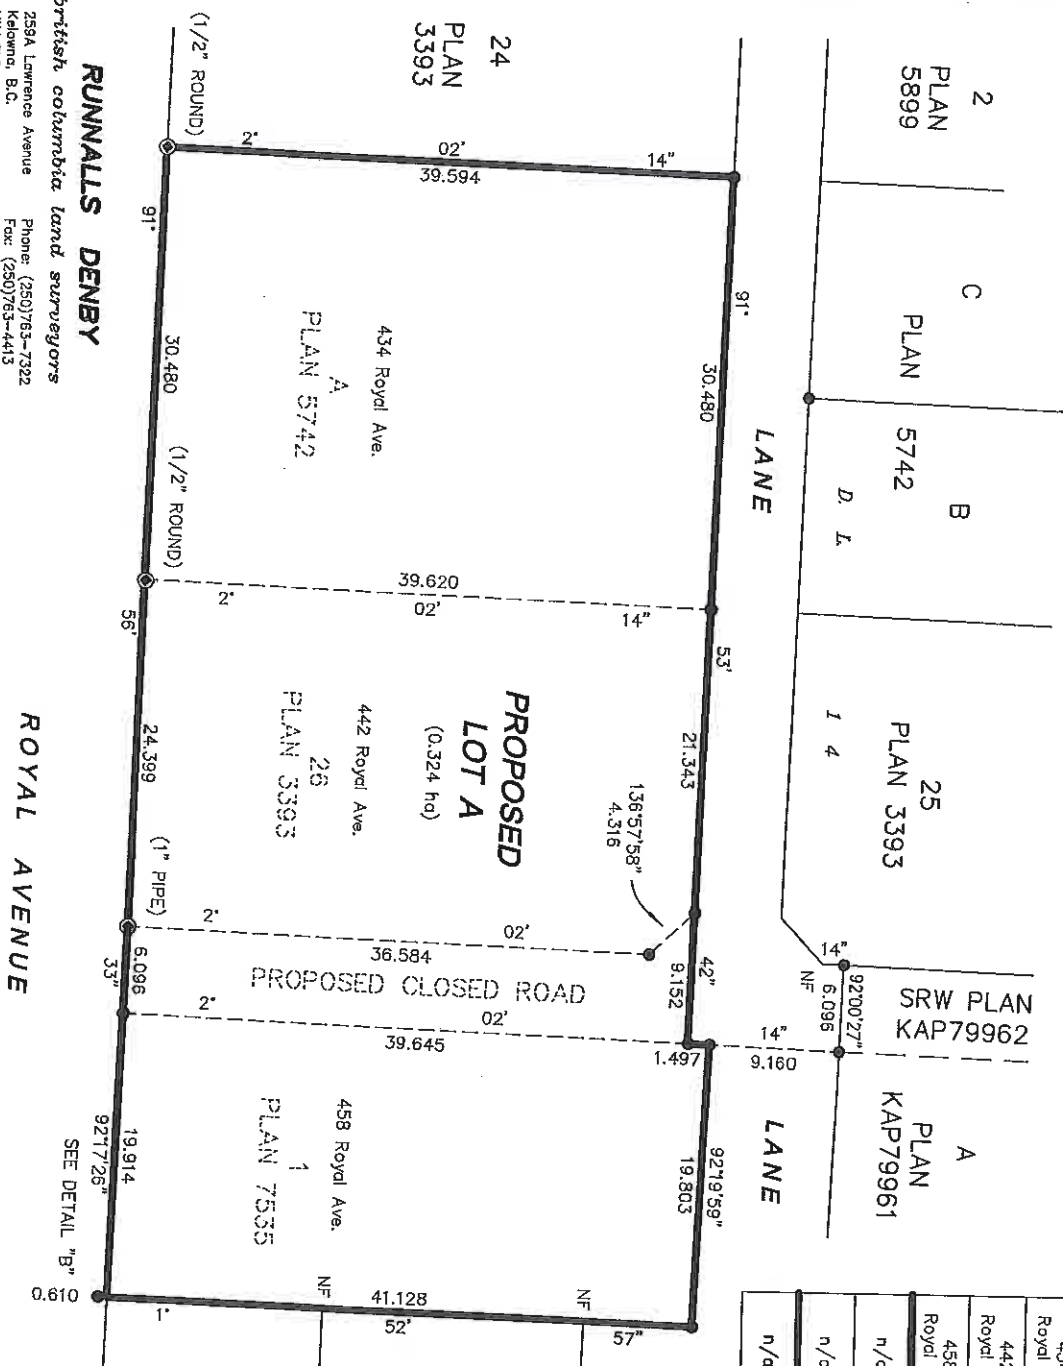 2
PLAN
5899
C
PLAN 5742
B
D. L.
1 4
25
PLAN 3393
14"
92°00'27"
6.096
NF
SRW PLAN
KAP79962
A
PLAN
KAP79961
LANE
LANE
14"
9.160
24
PLAN
3393
(1/2" ROUND)
2° 02' 14"
39.594
91°
30.480
53'
21.343
42"
9.152
1.497
92°19'59"
19.803
434 Royal Ave.
A
PLAN 5742
39.620
2° 02' 14"
PROPOSED
LOT A
(0.324 ha)
442 Royal Ave.
26
PLAN 3393
136°57'58"
4.316
2° 02'
36.584
PROPOSED CLOSED ROAD
2° 02'
39.645
458 Royal Ave.
1
PLAN 7535
NF
41.128
NF
1° 52' 57"
91°
30.480
(1/2" ROUND)
56'
24.399
(1" PIPE)
6.096
33"
19.914
92°17'26"
SEE DETAIL "B"
0.610
ROYAL AVENUE
RUNNALLS DENBY
british columbia land surveyors
259A Lawrence Avenue Phone: (250)763-7322
Kelowna, B.C. Fax: (250)763-4413
Royal
442
Royal
458
Royal
n/a
n/a
n/a